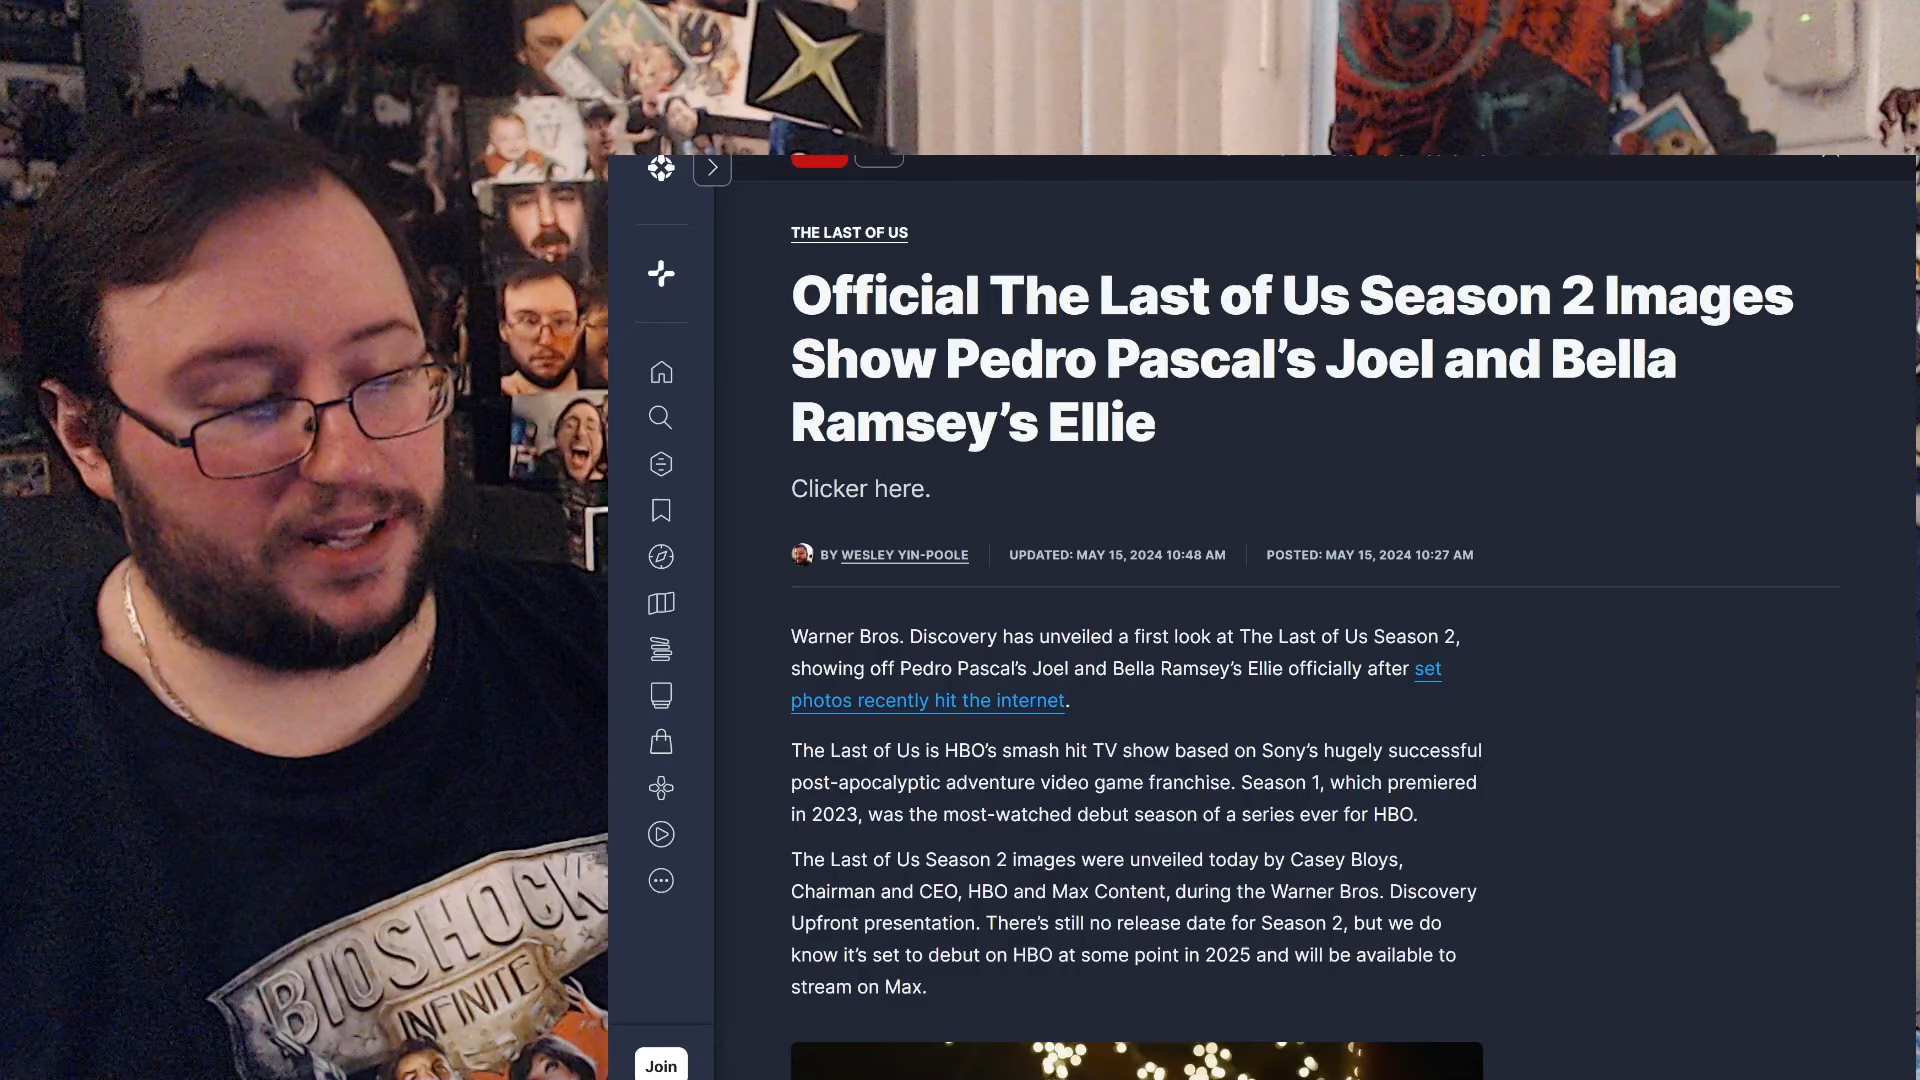 THE LAST OF US
Official The Last of Us Season 2 Images
Show Pedro Pascal’s Joel and Bella
Ramsey’s Ellie
Clicker here.
BY WESLEY YIN-POOLE UPDATED: MAY 15, 2024 10:48 AM POSTED: MAY 15, 2024 10:27 AM
Warner Bros. Discovery has unveiled a first look at The Last of Us Season 2,
showing off Pedro Pascal’s Joel and Bella Ramsey’s Ellie officially after set
photos recently hit the internet.
The Last of Us is HBO’s smash hit TV show based on Sony’s hugely successful
post-apocalyptic adventure video game franchise. Season 1, which premiered
in 2023, was the most-watched debut season of a series ever for HBO.
The Last of Us Season 2 images were unveiled today by Casey Bloys,
Chairman and CEO, HBO and Max Content, during the Warner Bros. Discovery
Upfront presentation. There’s still no release date for Season 2, but we do
know it’s set to debut on HBO at some point in 2025 and will be available to
stream on Max.
Join
BIOSHOCK
INFINITE